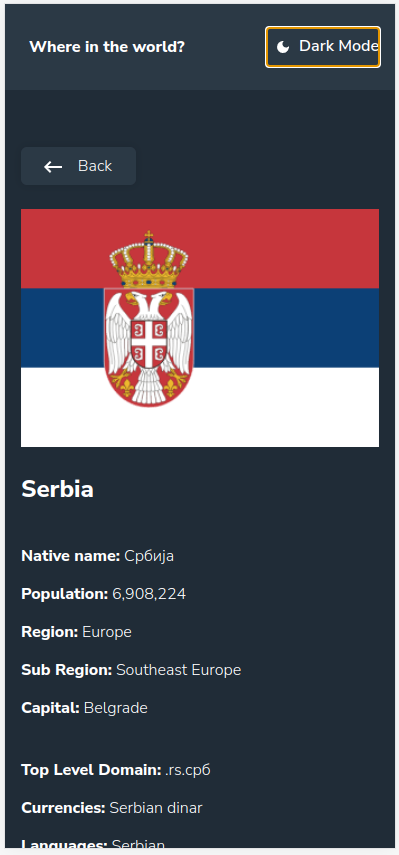 Where in the world?
Dark Mode
Back
Serbia
Native name: Србија
Population: 6,908,224
Region: Europe
Sub Region: Southeast Europe
Capital: Belgrade
Top Level Domain: .rs.срб
Currencies: Serbian dinar
Languages: Serbian